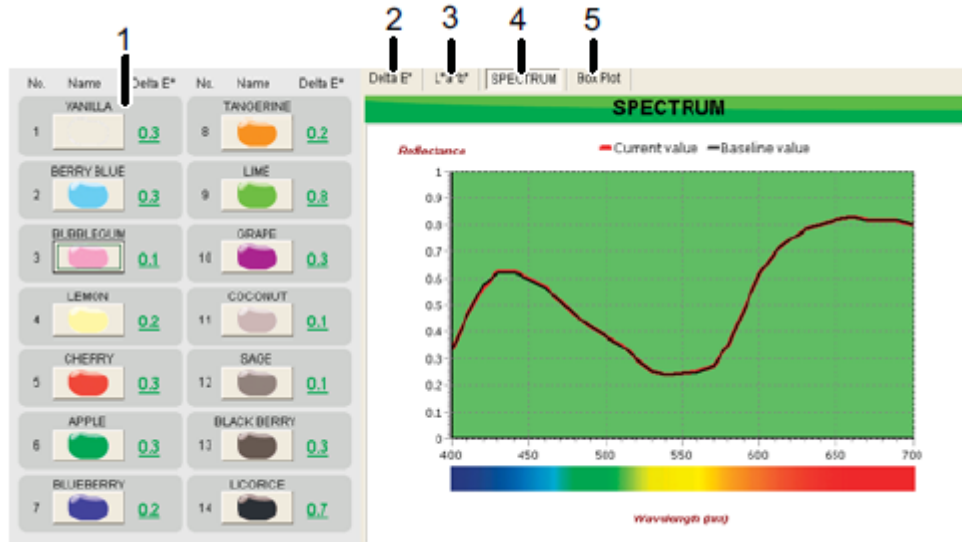 1
2 3 4 5
No. Name Delta E* No. Name Delta E*
VANILLA
1 0.3
BERRY BLUE
2 0.3
BUBBLEGUM
3 0.1
LEMON
4 0.2
CHERRY
5 0.3
APPLE
6 0.3
BLUEBERRY
7 0.2
TANGERINE
8 0.2
LIME
9 0.8
GRAPE
10 0.3
COCONUT
11 0.1
SAGE
12 0.1
BLACK BERRY
13 0.3
LICORICE
14 0.7
Delta E* L*a*b* SPECTRUM Box Plot
SPECTRUM
Reflectance
Current value Baseline value
1
0.9
0.8
0.7
0.6
0.5
0.4
0.3
0.2
0.1
0
400 450 500 550 600 650 700
Wavelength (nm)